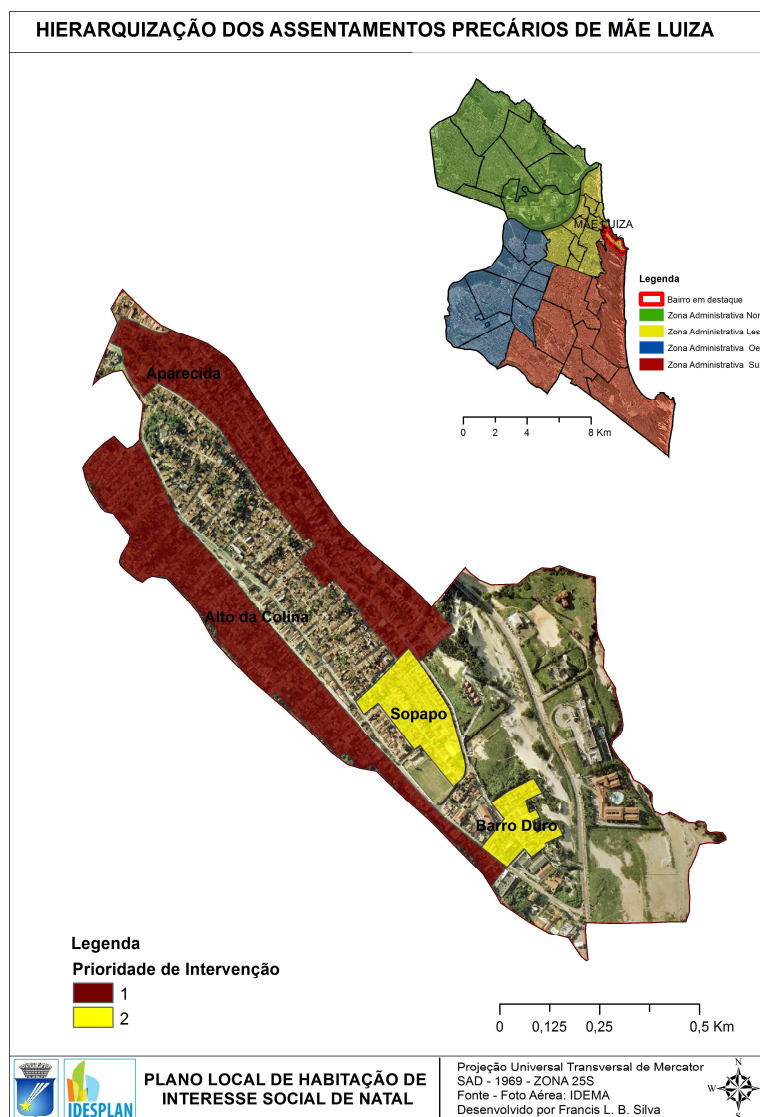 HIERARQUIZAÇÃO DOS ASSENTAMENTOS PRECÁRIOS DE MÃE LUIZA
MÃE LUIZA
Legenda
Bairro em destaque
Zona Administrativa Nor
Zona Administrativa Les
Zona Administrativa Oe
Zona Administrativa Su
0 2 4 8 Km
Aparecida
Alto da Colina
Sopapo
Barro Duro
Legenda
Prioridade de Intervenção
1
2
0 0,125 0,25 0,5 Km
IDESPLAN
PLANO LOCAL DE HABITAÇÃO DE
INTERESSE SOCIAL DE NATAL
Projeção Universal Transversal de Mercator
SAD - 1969 - ZONA 25S
Fonte - Foto Aérea: IDEMA
Desenvolvido por Francis L. B. Silva
N
W E
S